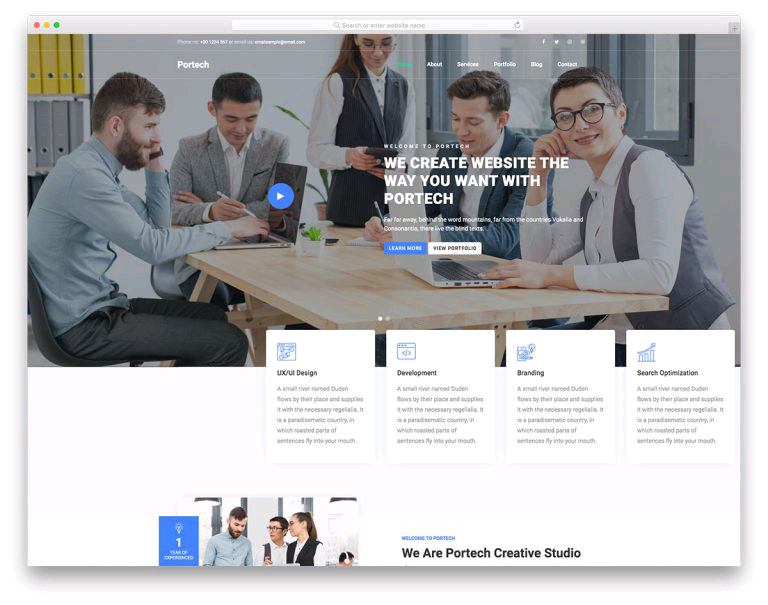 Search or enter website name
Phone no: +00 1234 567 or email us: emailsample@email.com
Portech
Home About Services Portfolio Blog Contact
WELCOME TO PORTECH
WE CREATE WEBSITE THE
WAY YOU WANT WITH
PORTECH
Far far away, behind the word mountains, far from the countries Vokalia and
Consonantia, there live the blind texts.
LEARN MORE VIEW PORTFOLIO
UX/UI Design
A small river named Duden
flows by their place and supplies
it with the necessary regelialia. It
is a paradisematic country, in
which roasted parts of
sentences fly into your mouth.
Development
A small river named Duden
flows by their place and supplies
it with the necessary regelialia. It
is a paradisematic country, in
which roasted parts of
sentences fly into your mouth.
Branding
A small river named Duden
flows by their place and supplies
it with the necessary regelialia. It
is a paradisematic country, in
which roasted parts of
sentences fly into your mouth.
Search Optimization
A small river named Duden
flows by their place and supplies
it with the necessary regelialia. It
is a paradisematic country, in
which roasted parts of
sentences fly into your mouth.
1
YEAR OF
EXPERIENCED
WELCOME TO PORTECH
We Are Portech Creative Studio